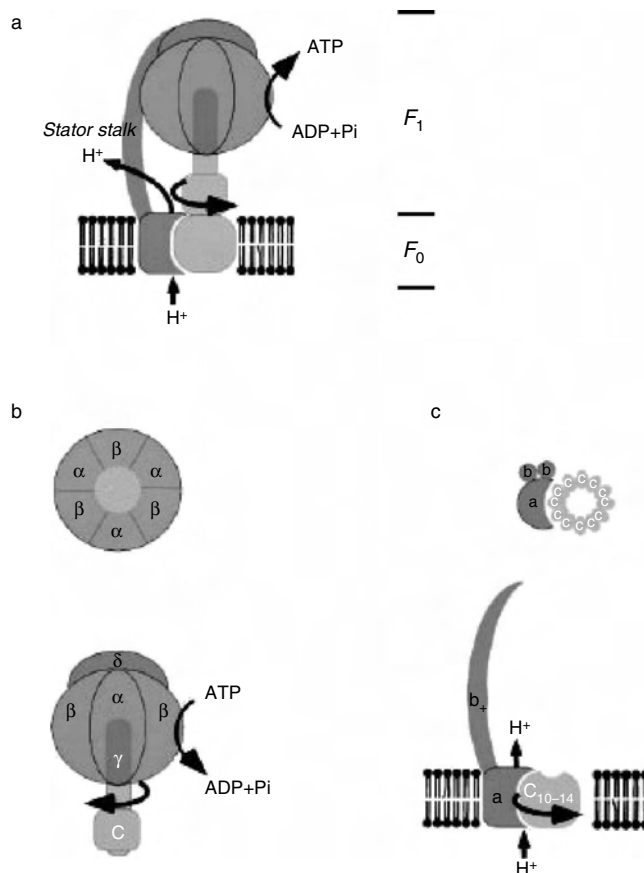 a
ATP
ADP+Pi
Stator stalk
H+
F1
F0
H+
b
β
α α
β β
α
δ
β α β
γ
C
ATP
ADP+Pi
c
b b
a
c c c c c c c c c c
b+
H+
a C10–14
H+